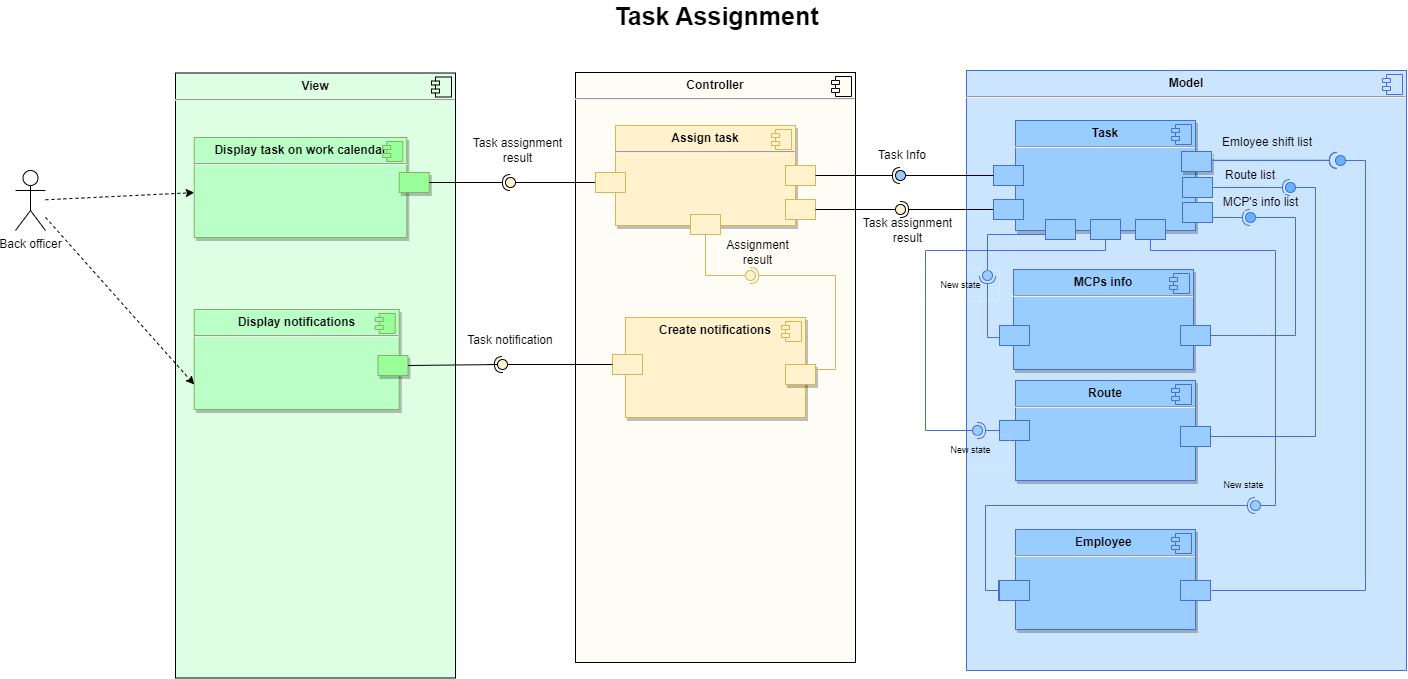 Task Assignment
View
Controller
Model
Display task on work calenda
Assign task
Task
Task assignment
result
Task Info
Emloyee shift list
Route list
MCP's info list
Task assignment
result
Back officer
Assignment
result
New state
MCPs info
Display notifications
Create notifications
Task notification
Route
New state
New state
Employee